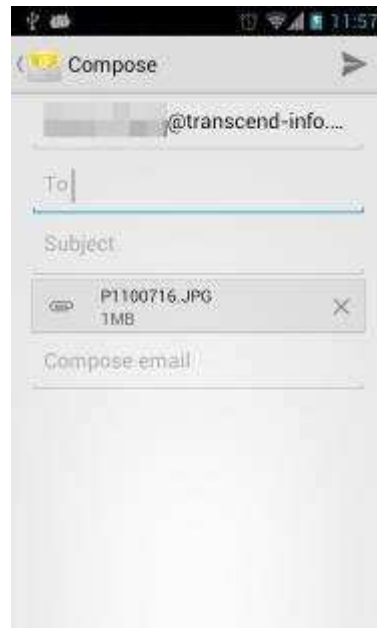 11:57
Compose
@transcend-info....
To
Subject
P1100716.JPG
1MB
Compose email